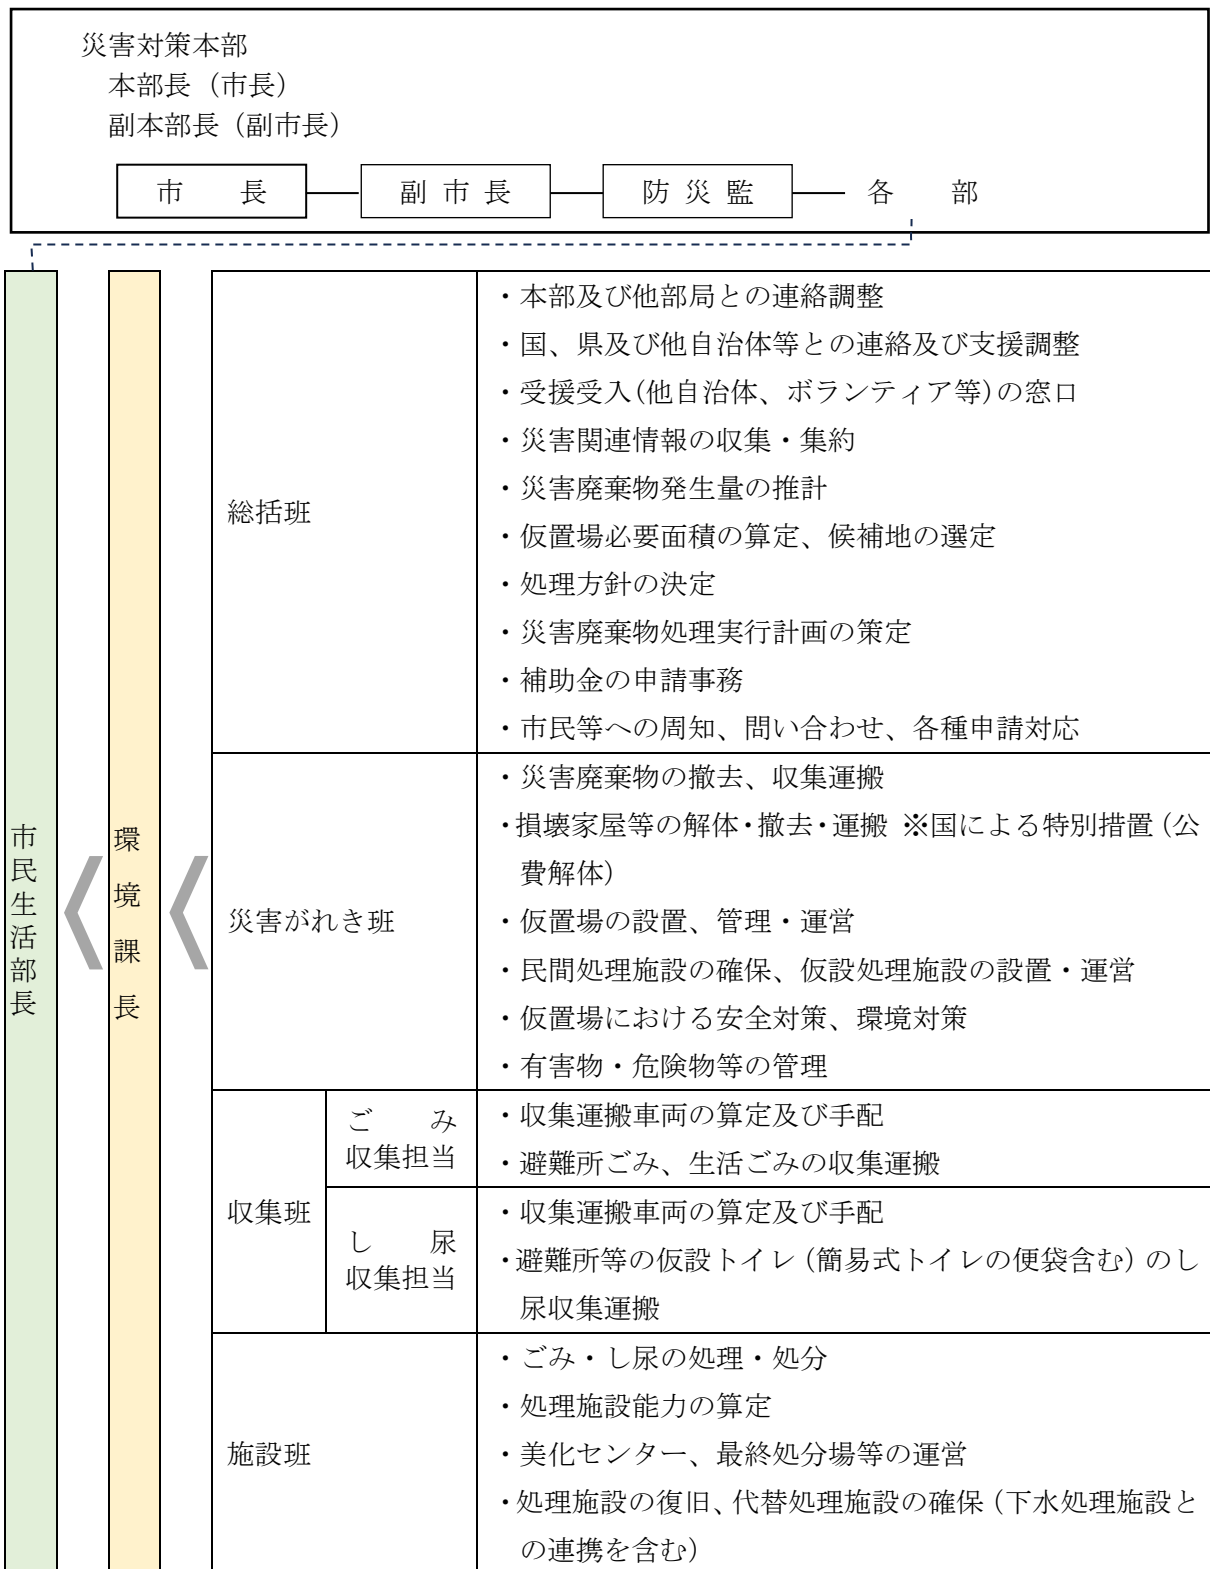 災害対策本部
本部長（市長）
副本部長（副市長）
市　　長
副 市 長
防 災 監
各　　部
市民生活部長
環境課長
総括班
・本部及び他部局との連絡調整
・国、県及び他自治体等との連絡及び支援調整
・受援受入(他自治体、ボランティア等)の窓口
・災害関連情報の収集・集約
・災害廃棄物発生量の推計
・仮置場必要面積の算定、候補地の選定
・処理方針の決定
・災害廃棄物処理実行計画の策定
・補助金の申請事務
・市民等への周知、問い合わせ、各種申請対応
災害がれき班
・災害廃棄物の撤去、収集運搬
・損壊家屋等の解体・撤去・運搬 ※国による特別措置（公
費解体）
・仮置場の設置、管理・運営
・民間処理施設の確保、仮設処理施設の設置・運営
・仮置場における安全対策、環境対策
・有害物・危険物等の管理
収集班
ご　　み
収集担当
・収集運搬車両の算定及び手配
・避難所ごみ、生活ごみの収集運搬
し　　尿
収集担当
・収集運搬車両の算定及び手配
・避難所等の仮設トイレ（簡易式トイレの便袋含む）のし
尿収集運搬
施設班
・ごみ・し尿の処理・処分
・処理施設能力の算定
・美化センター、最終処分場等の運営
・処理施設の復旧、代替処理施設の確保（下水処理施設と
の連携を含む）